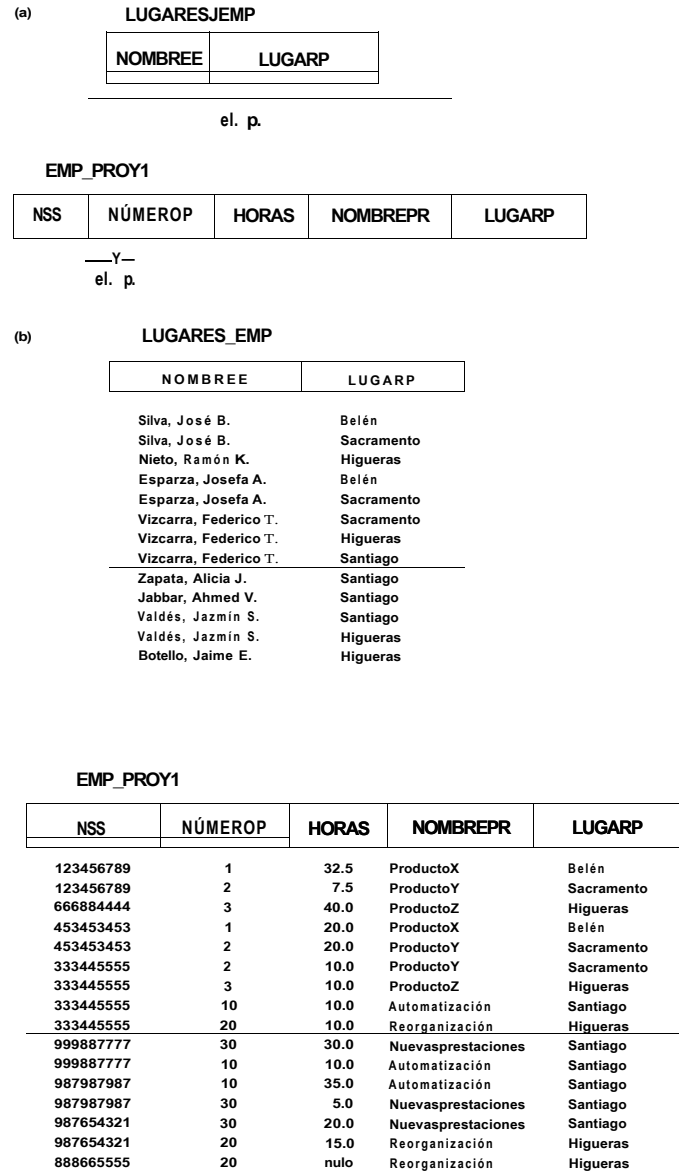 (a) LUGARESJEMP
NOMBREE LUGARP
el. p.
EMP_PROY1
NSS NÚMEROP HORAS NOMBREPR LUGARP
Y—
el. p.
(b) LUGARES_EMP
NOMBREE LUGARP
Silva, José B. Belén
Silva, José B. Sacramento
Nieto, Ramón K. Higueras
Esparza, Josefa A. Belén
Esparza, Josefa A. Sacramento
Vizcarra, Federico T. Sacramento
Vizcarra, Federico T. Higueras
Vizcarra, Federico T. Santiago
Zapata, Alicia J. Santiago
Jabbar, Ahmed V. Santiago
Valdés, Jazmín S. Santiago
Valdés, Jazmín S. Higueras
Botello, Jaime E. Higueras
EMP_PROY1
NSS NÚMEROP HORAS NOMBREPR LUGARP
123456789 1 32.5 ProductoX Belén
123456789 2 7.5 ProductoY Sacramento
666884444 3 40.0 ProductoZ Higueras
453453453 1 20.0 ProductoX Belén
453453453 2 20.0 ProductoY Sacramento
333445555 2 10.0 ProductoY Sacramento
333445555 3 10.0 ProductoZ Higueras
333445555 10 10.0 Automatización Santiago
333445555 20 10.0 Reorganización Higueras
999887777 30 30.0 Nuevasprestaciones Santiago
999887777 10 10.0 Automatización Santiago
987987987 10 35.0 Automatización Santiago
987987987 30 5.0 Nuevasprestaciones Santiago
987654321 30 20.0 Nuevasprestaciones Santiago
987654321 20 15.0 Reorganización Higueras
888665555 20 nulo Reorganización Higueras